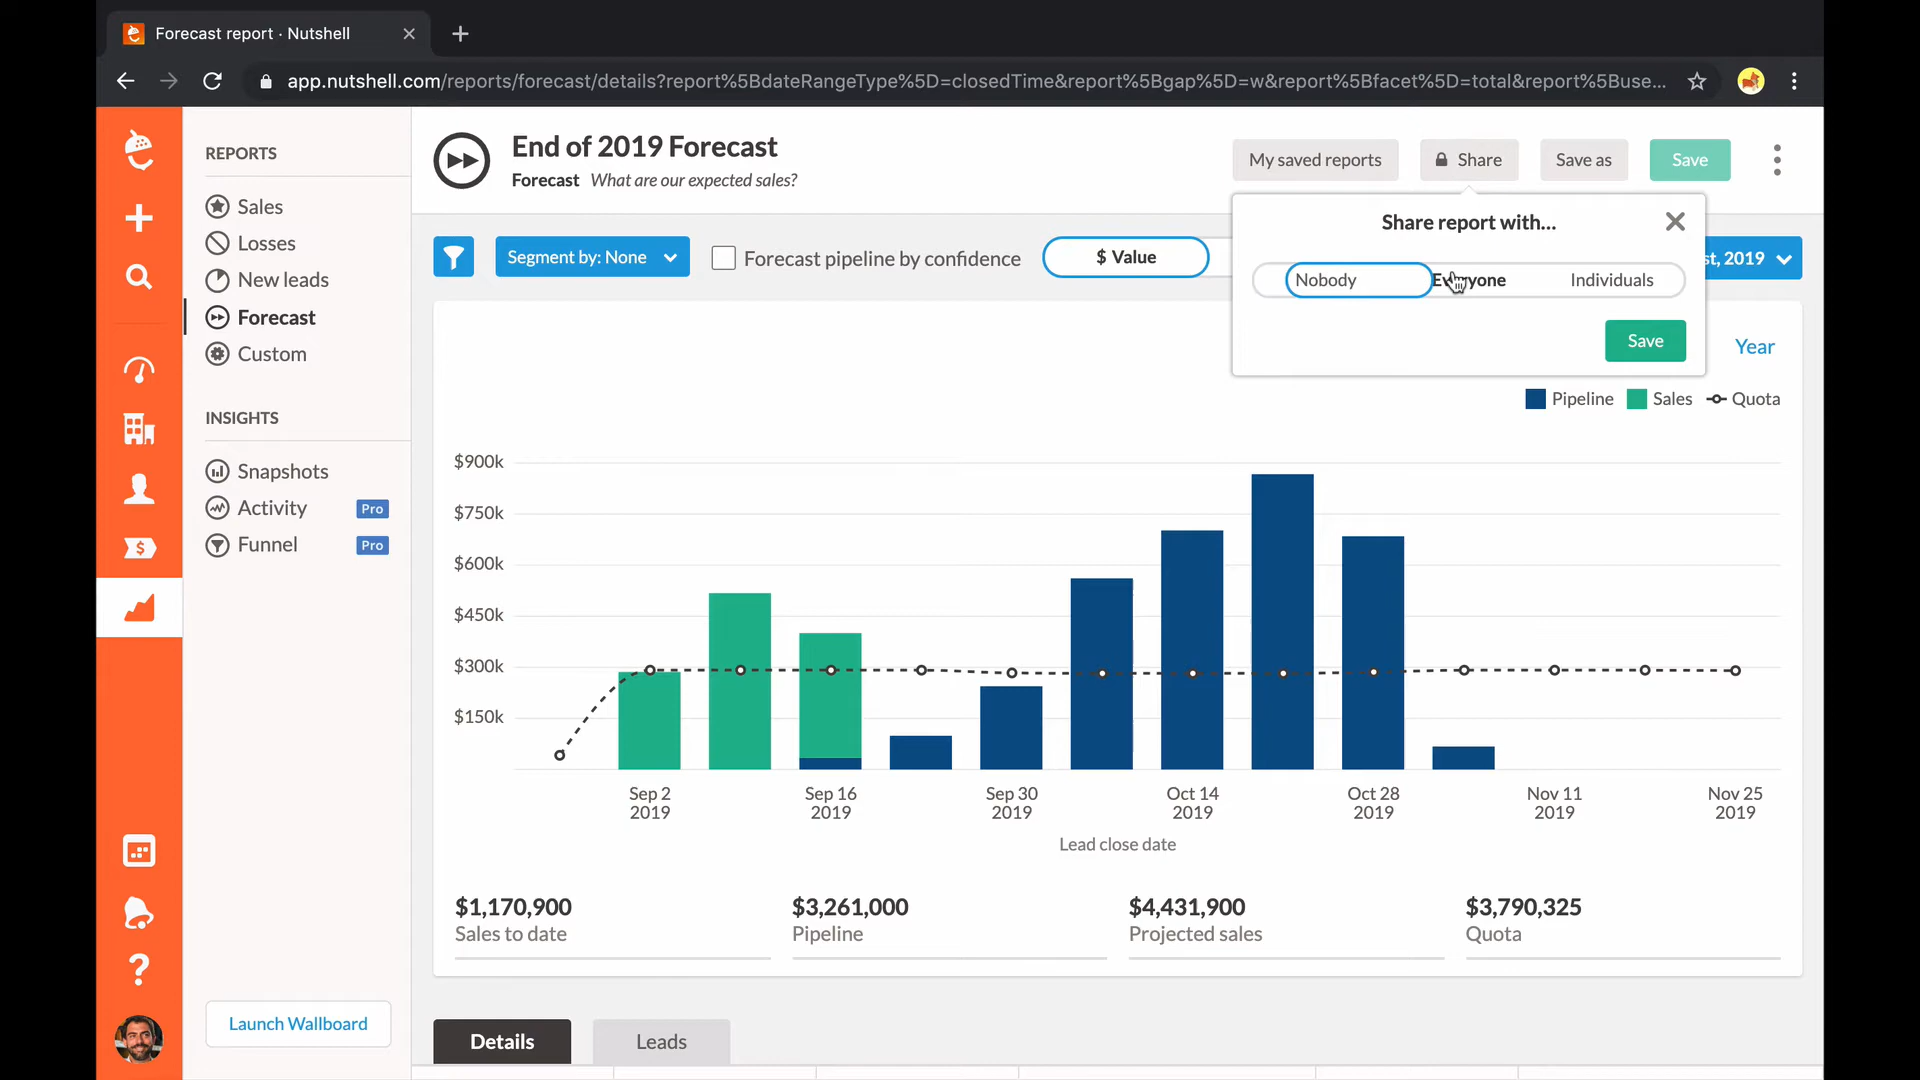 Forecast report · Nutshell
app.nutshell.com/reports/forecast/details?report%5BdateRangeType%5D=closedTime&report%5Bgap%5D=w&report%5Bfacet%5D=total&report%5Buse...
REPORTS
Sales
Losses
New leads
Forecast
Custom
INSIGHTS
Snapshots
Activity Pro
Funnel Pro
Launch Wallboard
End of 2019 Forecast
Forecast What are our expected sales?
My saved reports
Share
Save as
Save
Segment by: None
Forecast pipeline by confidence
$ Value
2019
Share report with...
Nobody
Everyone
Individuals
Save
Year
Pipeline Sales Quota
$900k
$750k
$600k
$450k
$300k
$150k
Sep 2 2019
Sep 16 2019
Sep 30 2019
Oct 14 2019
Oct 28 2019
Nov 11 2019
Nov 25 2019
Lead close date
$1,170,900
Sales to date
$3,261,000
Pipeline
$4,431,900
Projected sales
$3,790,325
Quota
Details
Leads